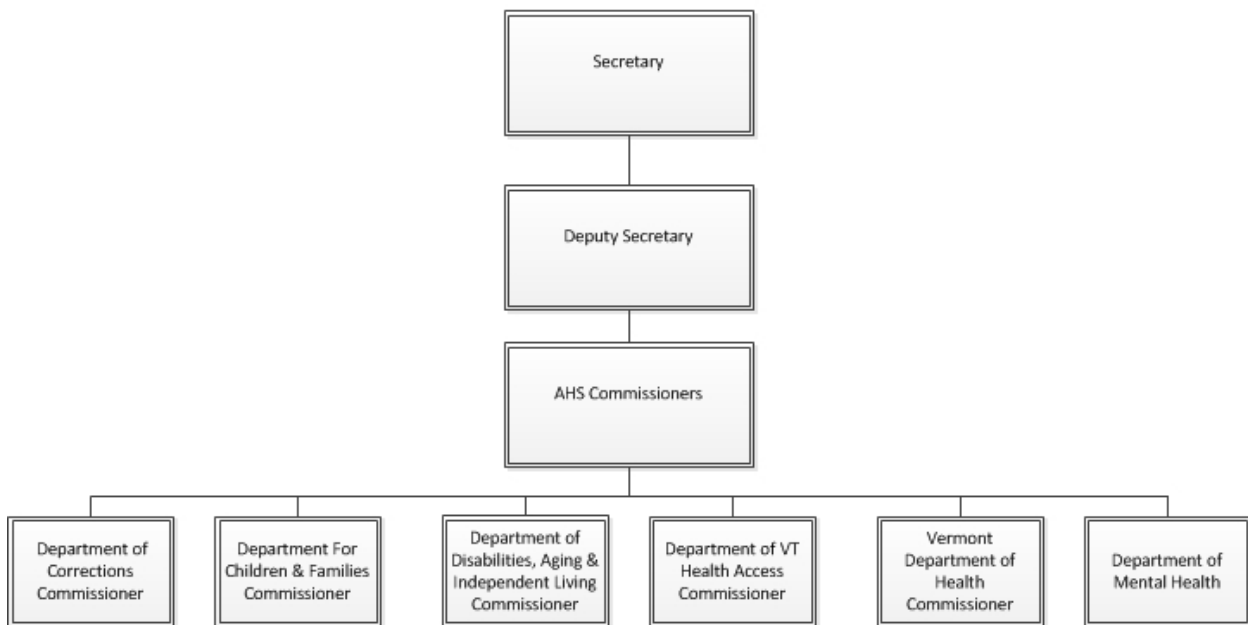 Secretary
Deputy Secretary
AHS Commissioners
Department of
Corrections
Commissioner
Department For
Children & Families
Commissioner
Department of
Disabilities, Aging &
Independent Living
Commissioner
Department of VT
Health Access
Commissioner
Vermont
Department of
Health
Commissioner
Department of
Mental Health